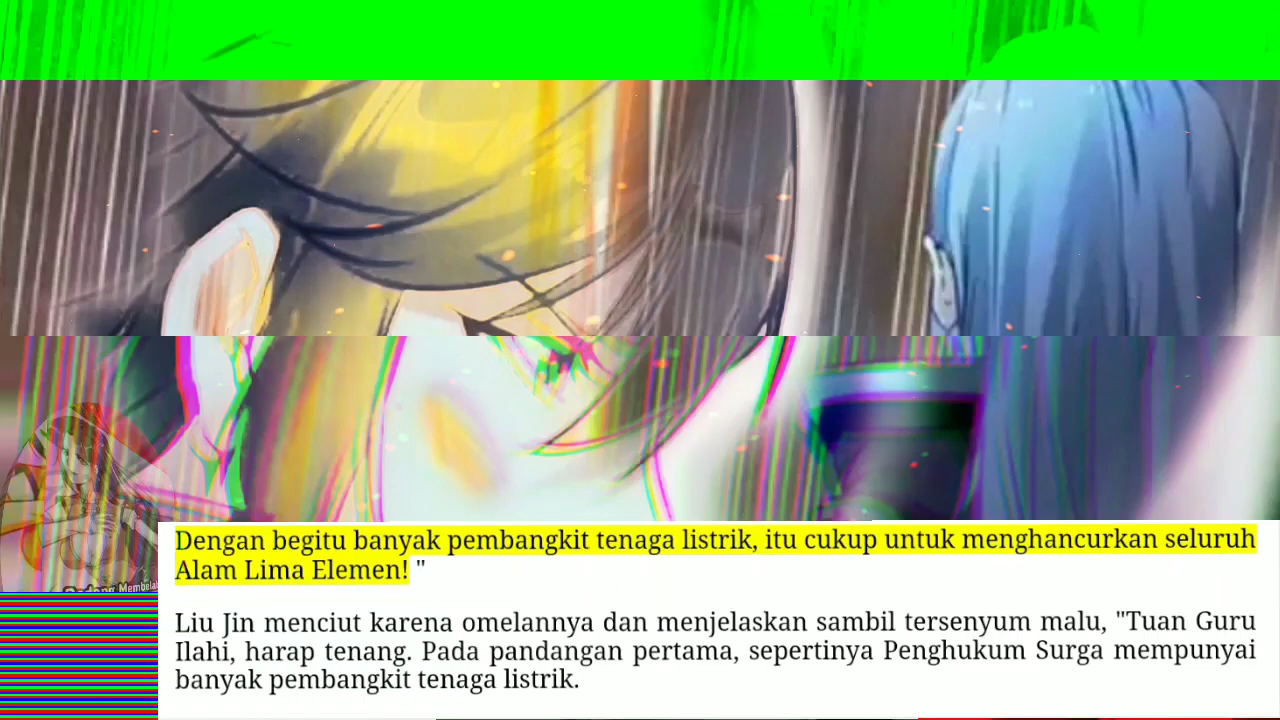 Pedang Membelah
Dengan begitu banyak pembangkit tenaga listrik, itu cukup untuk menghancurkan seluruh
Alam Lima Elemen! "
Liu Jin menciut karena omelannya dan menjelaskan sambil tersenyum malu, "Tuan Guru
Ilahi, harap tenang. Pada pandangan pertama, sepertinya Penghukum Surga mempunyai
banyak pembangkit tenaga listrik.